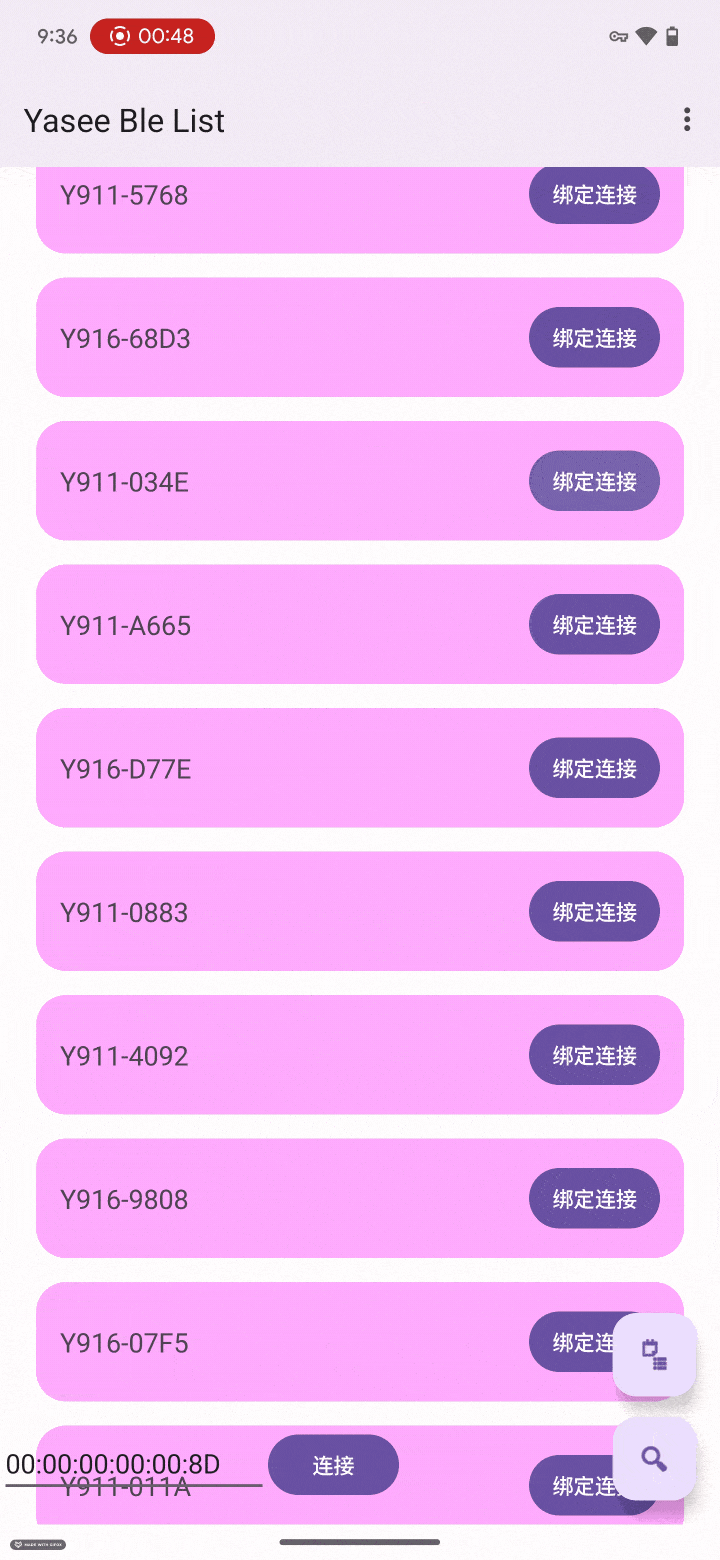 9:36 00:48
Yasee Ble List
Y911-5768 绑定连接
Y916-68D3 绑定连接
Y911-034E 绑定连接
Y911-A665 绑定连接
Y916-D77E 绑定连接
Y911-0883 绑定连接
Y911-4092 绑定连接
Y916-9808 绑定连接
Y916-07F5 绑定连
00:00:00:00:00:8D 连接
Y911-011A 绑定连
MADE WITH GIFOX